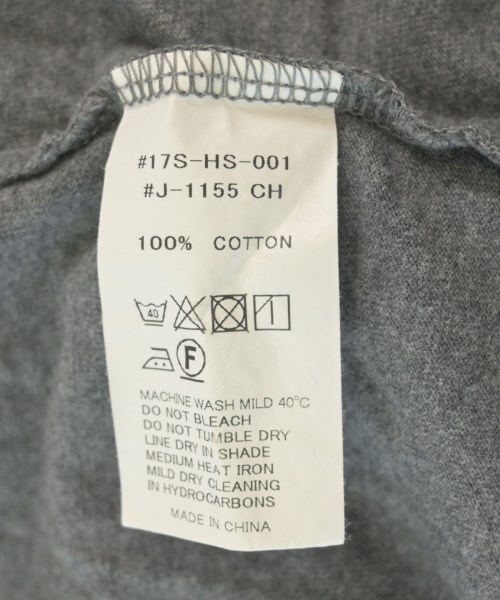 #17S-HS-001
#J-1155 CH
100% COTTON
40
F
MACHINE WASH MILD 40°C
DO NOT BLEACH
DO NOT TUMBLE DRY
LINE DRY IN SHADE
MEDIUM HEAT IRON
MILD DRY CLEANING
IN HYDROCARBONS
MADE IN CHINA